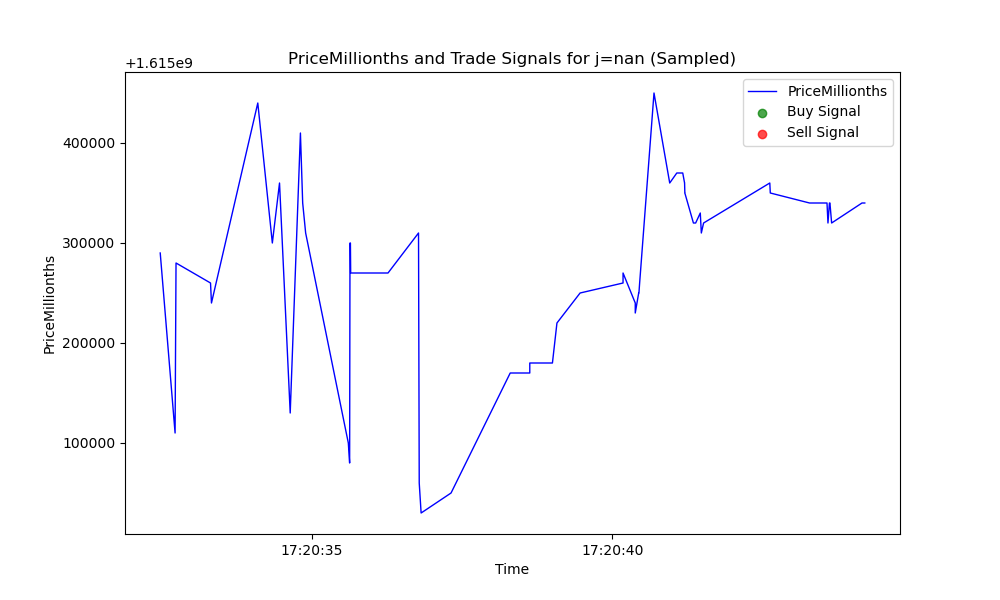 PriceMillionths and Trade Signals for j=nan (Sampled)
+1.615e9
PriceMillionths
Buy Signal
Sell Signal
400000
300000
200000
100000
PriceMillionths
17:20:35
17:20:40
Time